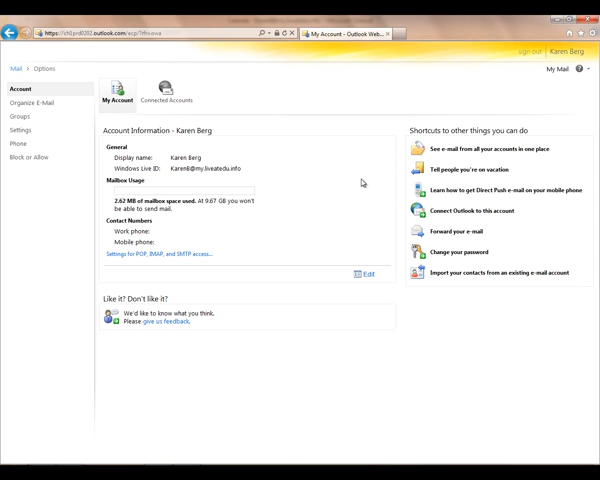 https://ch1prd0202.outlook.com/ecp/?rfr=owa
My Account - Outlook Web...
sign out Karen Berg
Mail > Options
My Mail
Account
Organize E-Mail
Groups
Settings
Phone
Block or Allow
My Account
Connected Accounts
Account Information - Karen Berg
General
Display name: Karen Berg
Windows Live ID: KarenB@my.liveatedu.info
Mailbox Usage
2.62 MB of mailbox space used. At 9.67 GB you won't
be able to send mail.
Contact Numbers
Work phone:
Mobile phone:
Settings for POP, IMAP, and SMTP access...
Edit
Like it? Don't like it?
We'd like to know what you think.
Please give us feedback.
Shortcuts to other things you can do
See e-mail from all your accounts in one place
Tell people you're on vacation
Learn how to get Direct Push e-mail on your mobile phone
Connect Outlook to this account
Forward your e-mail
Change your password
Import your contacts from an existing e-mail account